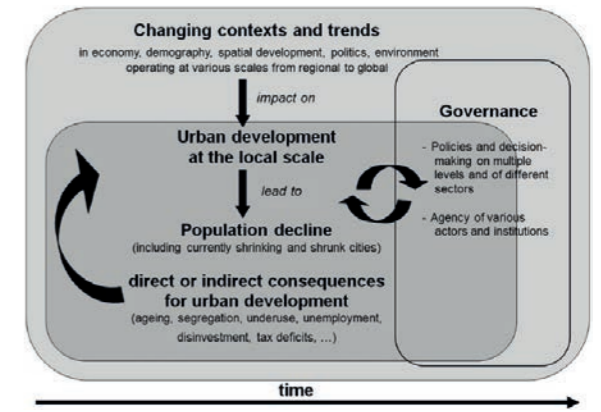 Changing contexts and trends
in economy, demography, spatial development, politics, environment
operating at various scales from regional to global
impact on
Urban development
at the local scale
lead to
Population decline
(including currently shrinking and shrunk cities)
direct or indirect consequences
for urban development
(ageing, segregation, underuse, unemployment,
disinvestment, tax deficits, …)
Governance
- Policies and decision-
making on multiple
levels and of different
sectors
- Agency of various
actors and institutions
time